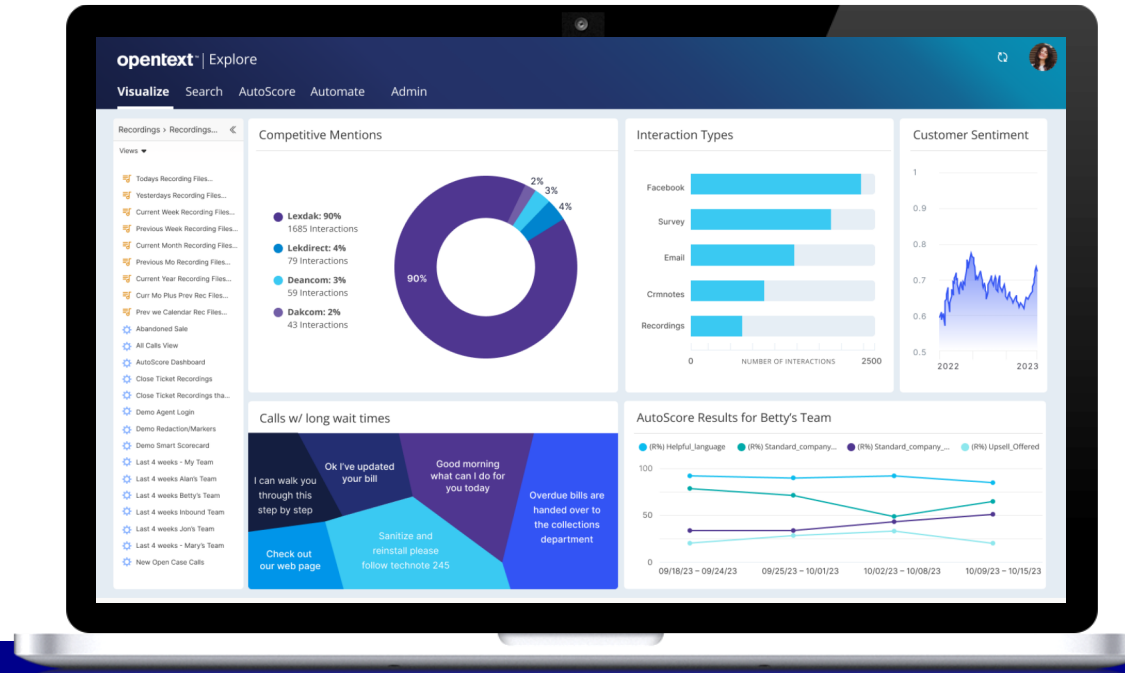 opentext™ | Explore
Visualize Search AutoScore Automate Admin
Recordings › Recordings...
Views
Todays Recording Files...
Yesterdays Recording Files...
Current Week Recording Files...
Previous Week Recording Files...
Current Month Recording Files...
Previous Mo Recording Files...
Current Year Recording Files...
Curr Mo Plus Prev Rec Files...
Prev we Calendar Rec Files...
Abandoned Sale
All Calls View
AutoScore Dashboard
Close Ticket Recordings
Close Ticket Recordings tha...
Demo Agent Login
Demo Redaction/Markers
Demo Smart Scorecard
Last 4 weeks - My Team
Last 4 weeks Alan's Team
Last 4 weeks Betty's Team
Last 4 weeks Inbound Team
Last 4 weeks Jon's Team
Last 4 weeks - Mary's Team
New Open Case Calls
Competitive Mentions
Lexdak: 90%
1685 Interactions
Lekdirect: 4%
79 Interactions
Deancom: 3%
59 Interactions
Dakcom: 2%
43 Interactions
2%
3%
4%
90%
Interaction Types
Facebook
Survey
Email
Crmnotes
Recordings
0 NUMBER OF INTERACTIONS 2500
Customer Sentiment
1
0.9
0.8
0.7
0.6
0.5
2022 2023
Calls w/ long wait times
I can walk you
through this
step by step
Ok I've updated
your bill
Good morning
what can I do for
you today
Overdue bills are
handed over to
the collections
department
Check out
our web page
Sanitize and
reinstall please
follow technote 245
AutoScore Results for Betty's Team
(R%) Helpful_language (R%) Standard_company... (R%) Standard_company_... (R%) Upsell_Offered
100
50
0
09/18/23 – 09/24/23 09/25/23 – 10/01/23 10/02/23 – 10/08/23 10/09/23 – 10/15/23